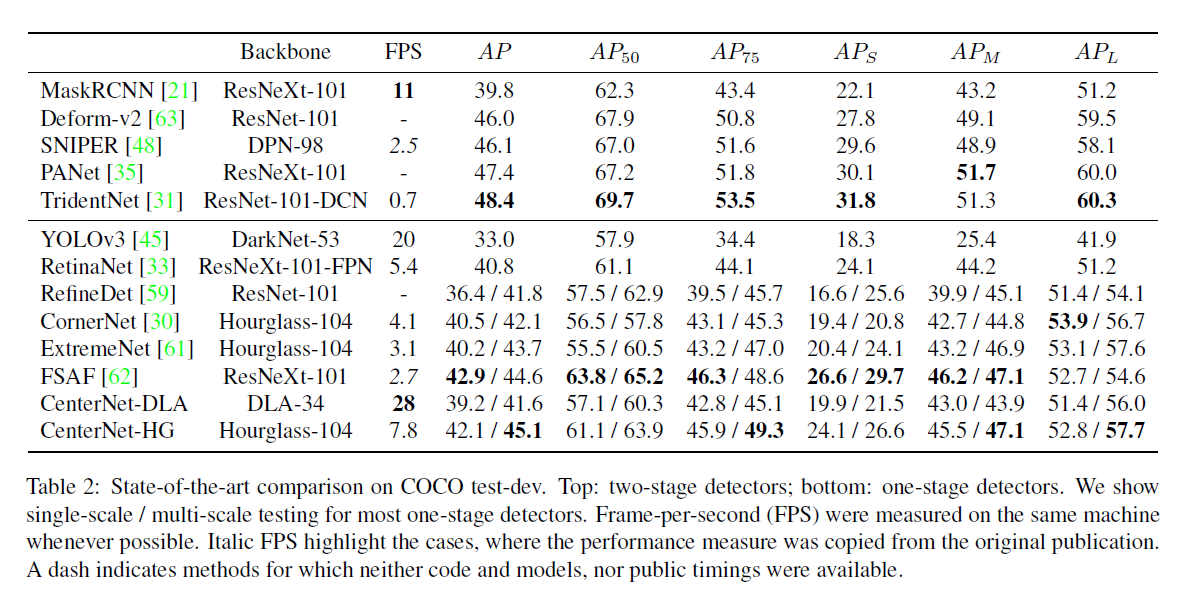 Backbone FPS AP AP50 AP75 APS APM APL
MaskRCNN [21] ResNeXt-101 11 39.8 62.3 43.4 22.1 43.2 51.2
Deform-v2 [63] ResNet-101 - 46.0 67.9 50.8 27.8 49.1 59.5
SNIPER [48] DPN-98 2.5 46.1 67.0 51.6 29.6 48.9 58.1
PANet [35] ResNeXt-101 - 47.4 67.2 51.8 30.1 51.7 60.0
TridentNet [31] ResNet-101-DCN 0.7 48.4 69.7 53.5 31.8 51.3 60.3
YOLOv3 [45] DarkNet-53 20 33.0 57.9 34.4 18.3 25.4 41.9
RetinaNet [33] ResNeXt-101-FPN 5.4 40.8 61.1 44.1 24.1 44.2 51.2
RefineDet [59] ResNet-101 - 36.4 / 41.8 57.5 / 62.9 39.5 / 45.7 16.6 / 25.6 39.9 / 45.1 51.4 / 54.1
CornerNet [30] Hourglass-104 4.1 40.5 / 42.1 56.5 / 57.8 43.1 / 45.3 19.4 / 20.8 42.7 / 44.8 53.9 / 56.7
ExtremeNet [61] Hourglass-104 3.1 40.2 / 43.7 55.5 / 60.5 43.2 / 47.0 20.4 / 24.1 43.2 / 46.9 53.1 / 57.6
FSAF [62] ResNeXt-101 2.7 42.9 / 44.6 63.8 / 65.2 46.3 / 48.6 26.6 / 29.7 46.2 / 47.1 52.7 / 54.6
CenterNet-DLA DLA-34 28 39.2 / 41.6 57.1 / 60.3 42.8 / 45.1 19.9 / 21.5 43.0 / 43.9 51.4 / 56.0
CenterNet-HG Hourglass-104 7.8 42.1 / 45.1 61.1 / 63.9 45.9 / 49.3 24.1 / 26.6 45.5 / 47.1 52.8 / 57.7
Table 2: State-of-the-art comparison on COCO test-dev. Top: two-stage detectors; bottom: one-stage detectors. We show
single-scale / multi-scale testing for most one-stage detectors. Frame-per-second (FPS) were measured on the same machine
whenever possible. Italic FPS highlight the cases, where the performance measure was copied from the original publication.
A dash indicates methods for which neither code and models, nor public timings were available.